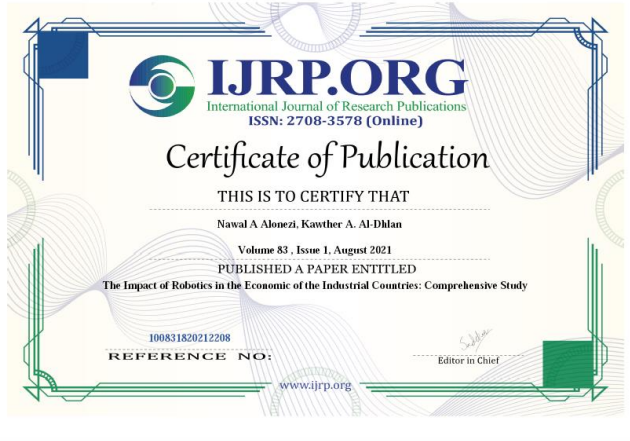 IJRP.ORG
International Journal of Research Publications
ISSN: 2708-3578 (Online)
Certificate of Publication
THIS IS TO CERTIFY THAT
Nawal A Alonezi, Kawther A. Al-Dhlan
Volume 83 , Issue 1, August 2021
PUBLISHED A PAPER ENTITLED
The Impact of Robotics in the Economic of the Industrial Countries: Comprehensive Study
100831820212208
REFERENCE NO:
Editor in Chief
www.ijrp.org